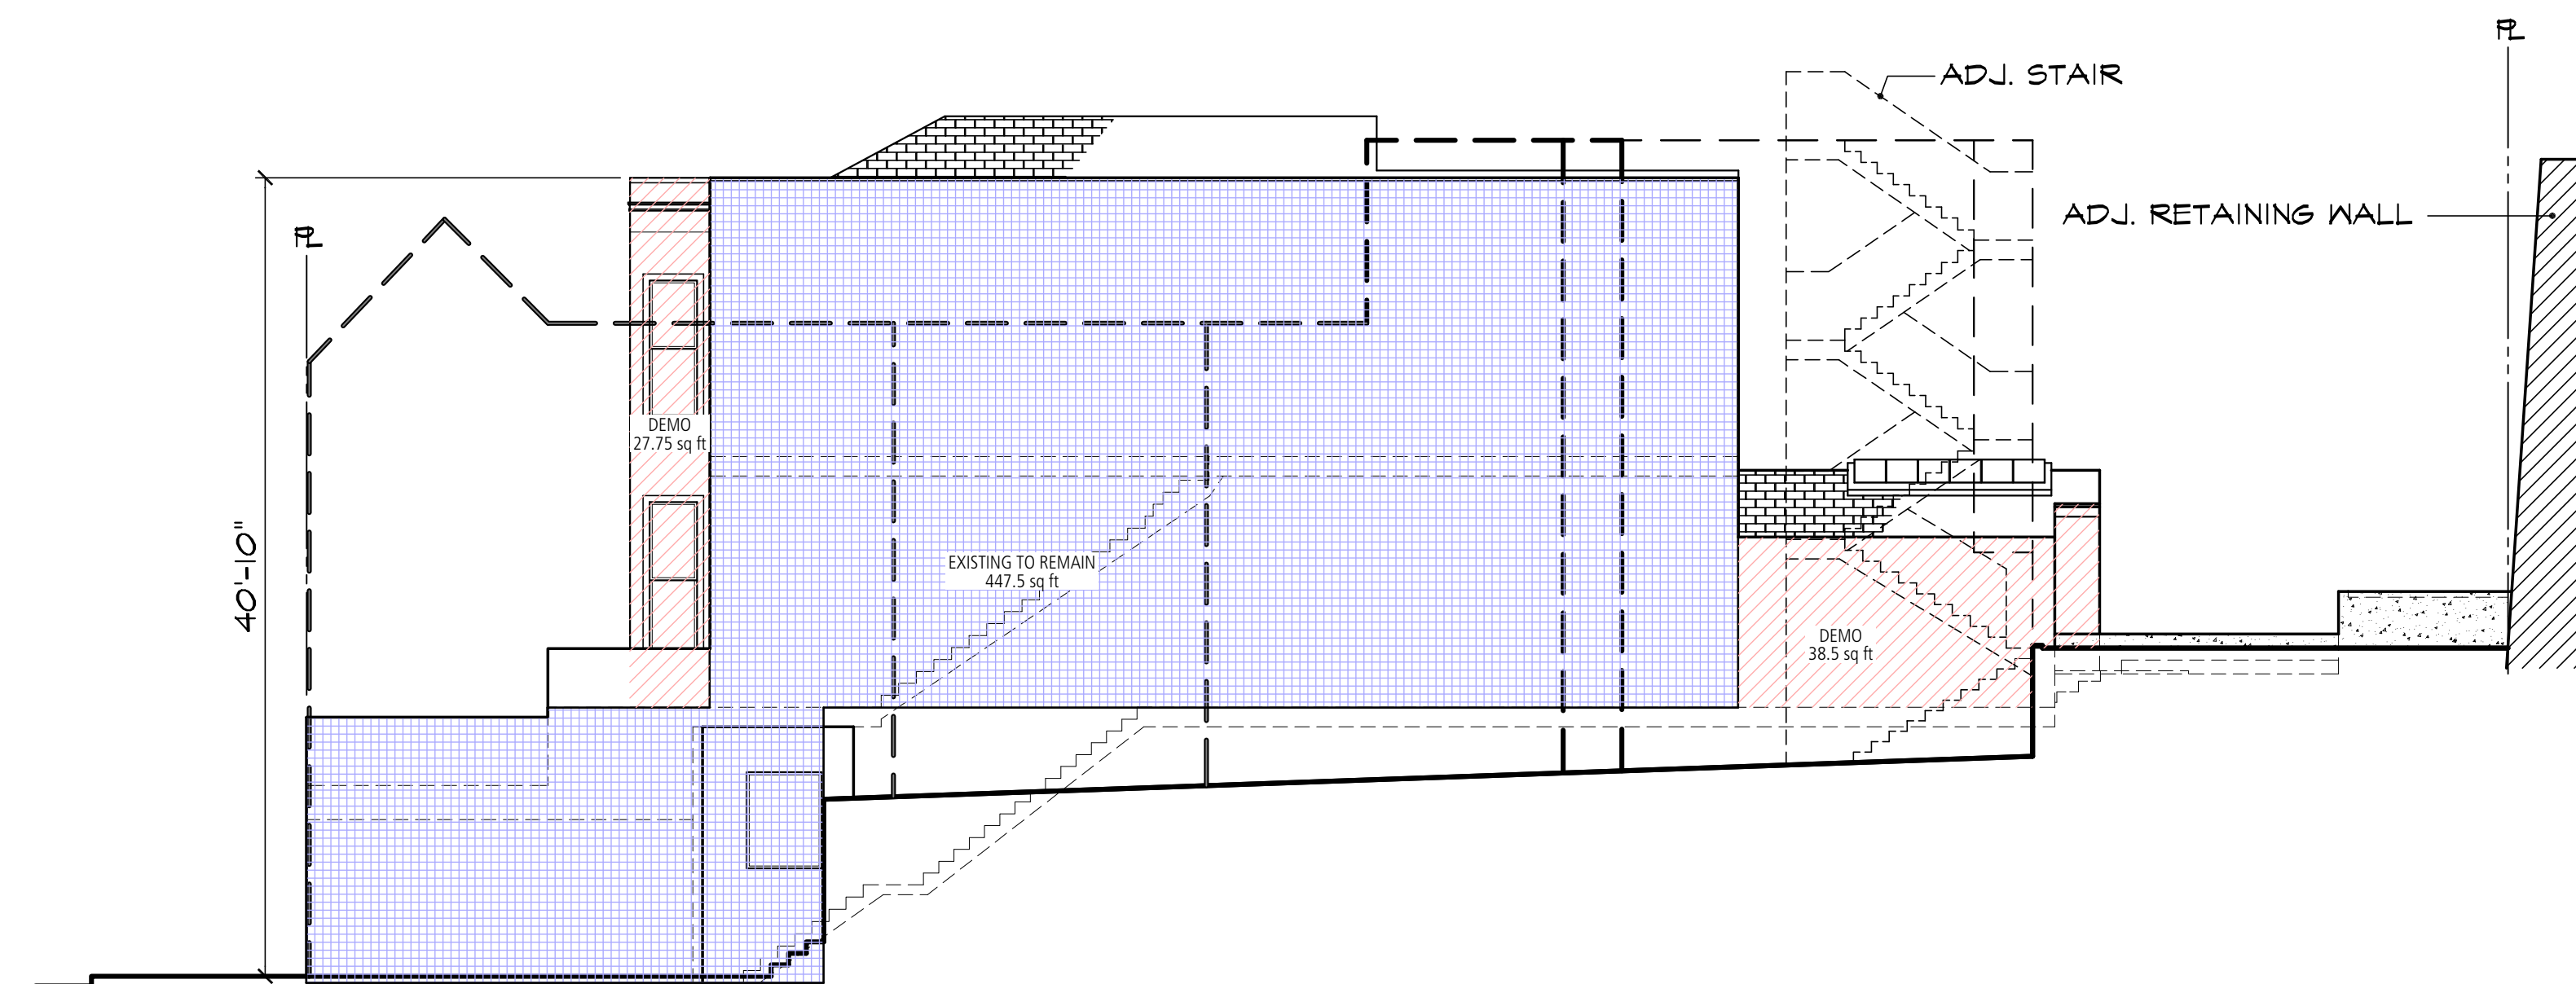 PL
ADJ. STAIR
ADJ. RETAINING WALL
PL
DEMO
27.75 sq ft
40'-10"
EXISTING TO REMAIN
447.5 sq ft
DEMO
38.5 sq ft